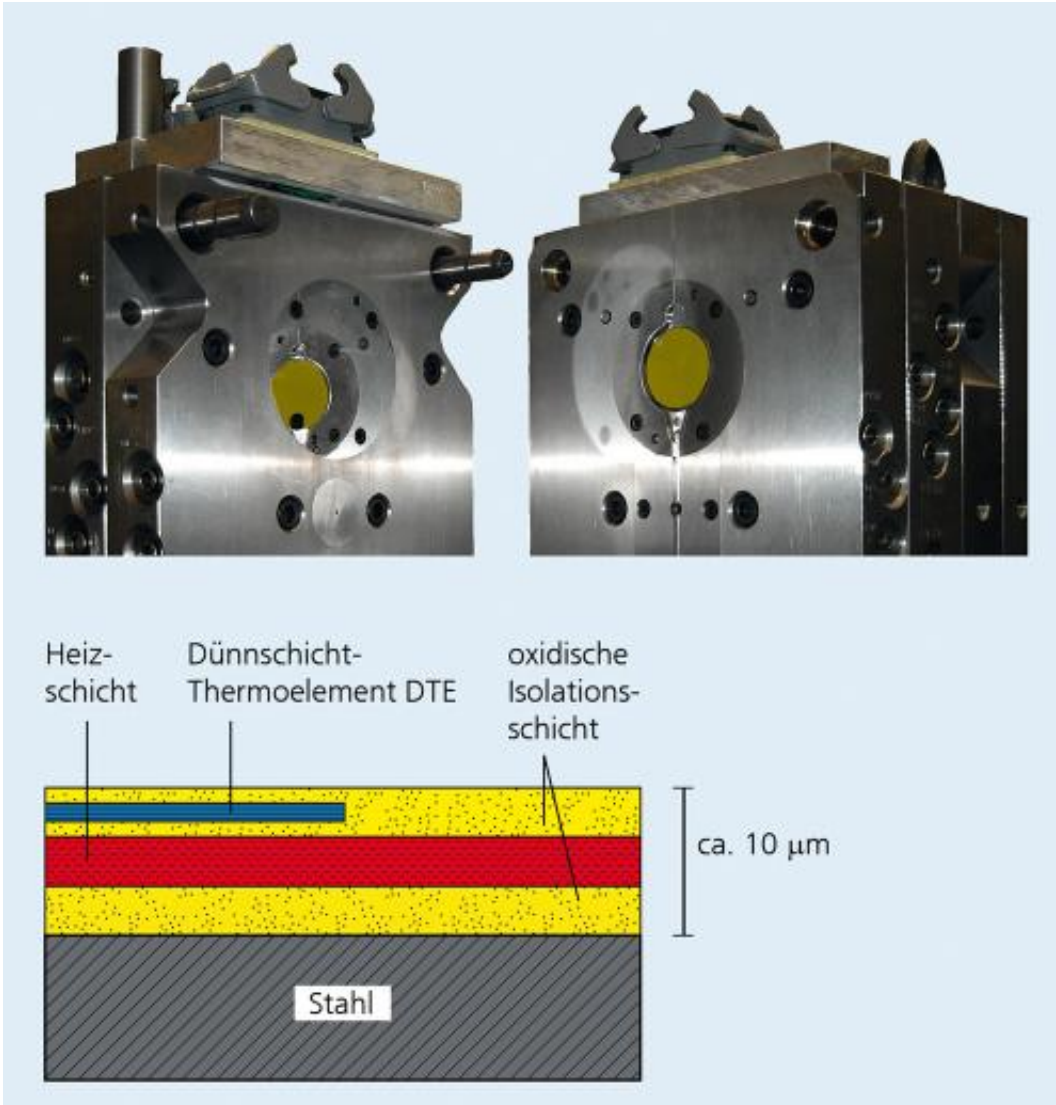 Heiz-
schicht
Dünnschicht-
Thermoelement DTE
oxidische
Isolations-
schicht
ca. 10 μm
Stahl